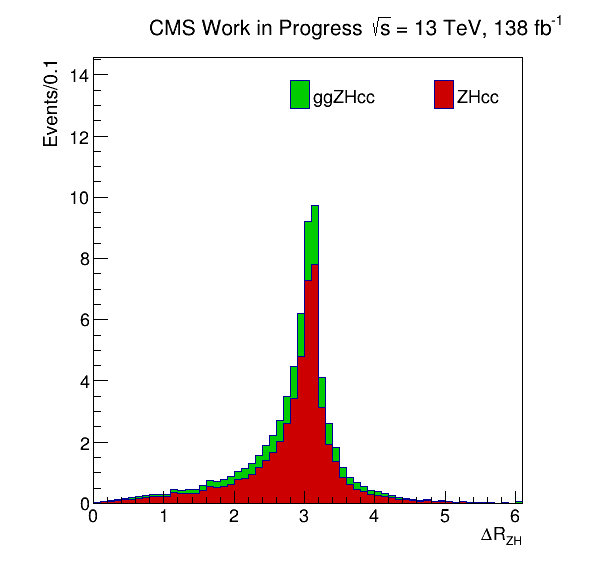 CMS Work in Progress √s = 13 TeV, 138 fb⁻¹
Events/0.1
14
12
10
8
6
4
2
0
ggZHcc
ZHcc
0 1 2 3 4 5 6
ΔR_ZH